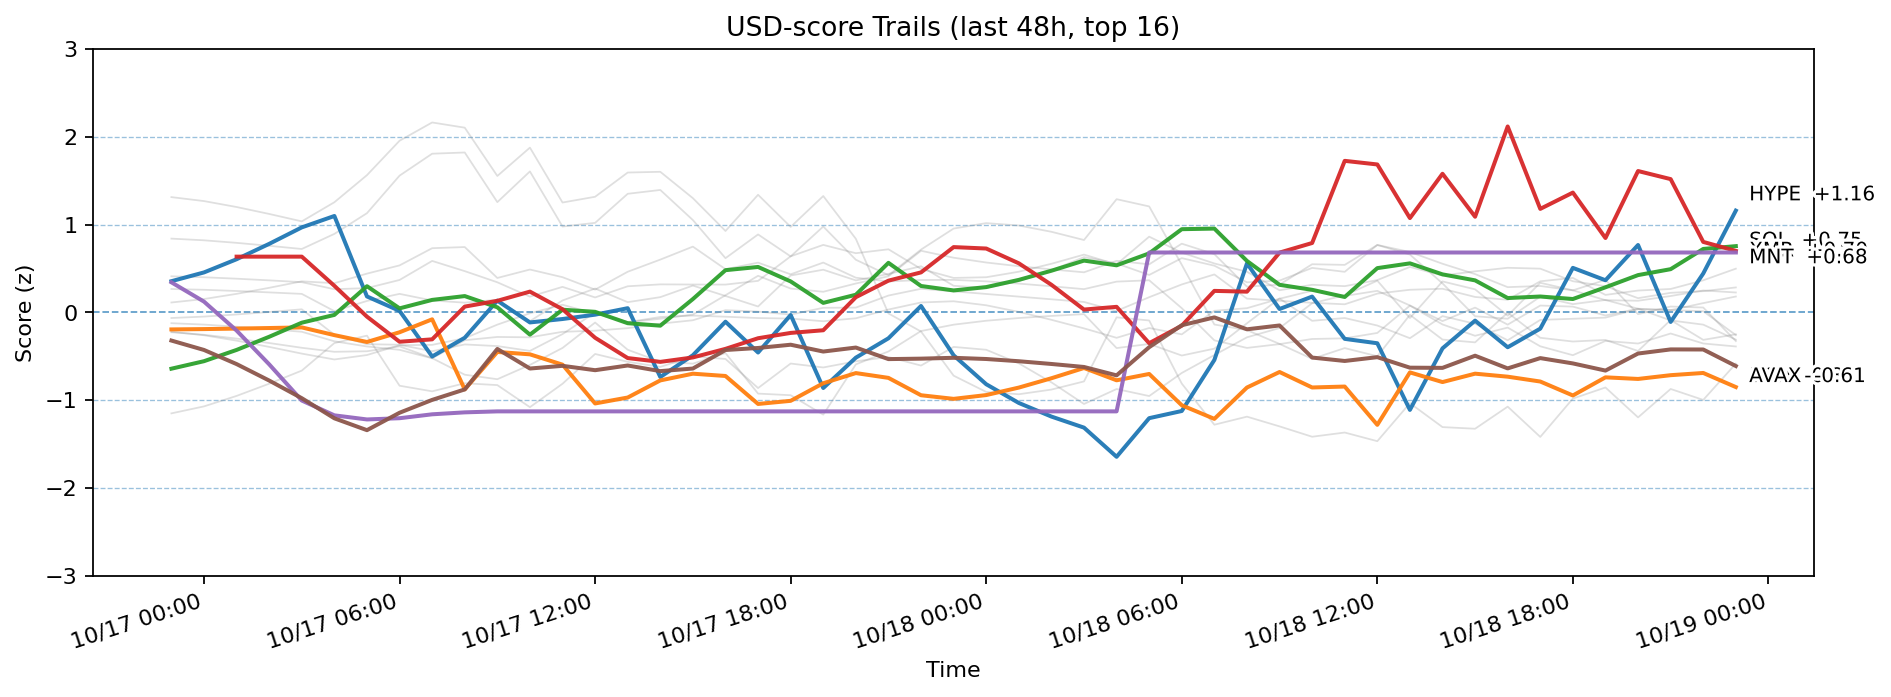 USD-score Trails (last 48h, top 16)
3
2
1
0
−1
−2
−3
Score (z)
HYPE +1.16
SOL +0.75
MNT +0.68
AVAX -0.61
10/17 00:00
10/17 06:00
10/17 12:00
10/17 18:00
10/18 00:00
10/18 06:00
10/18 12:00
10/18 18:00
10/19 00:00
Time